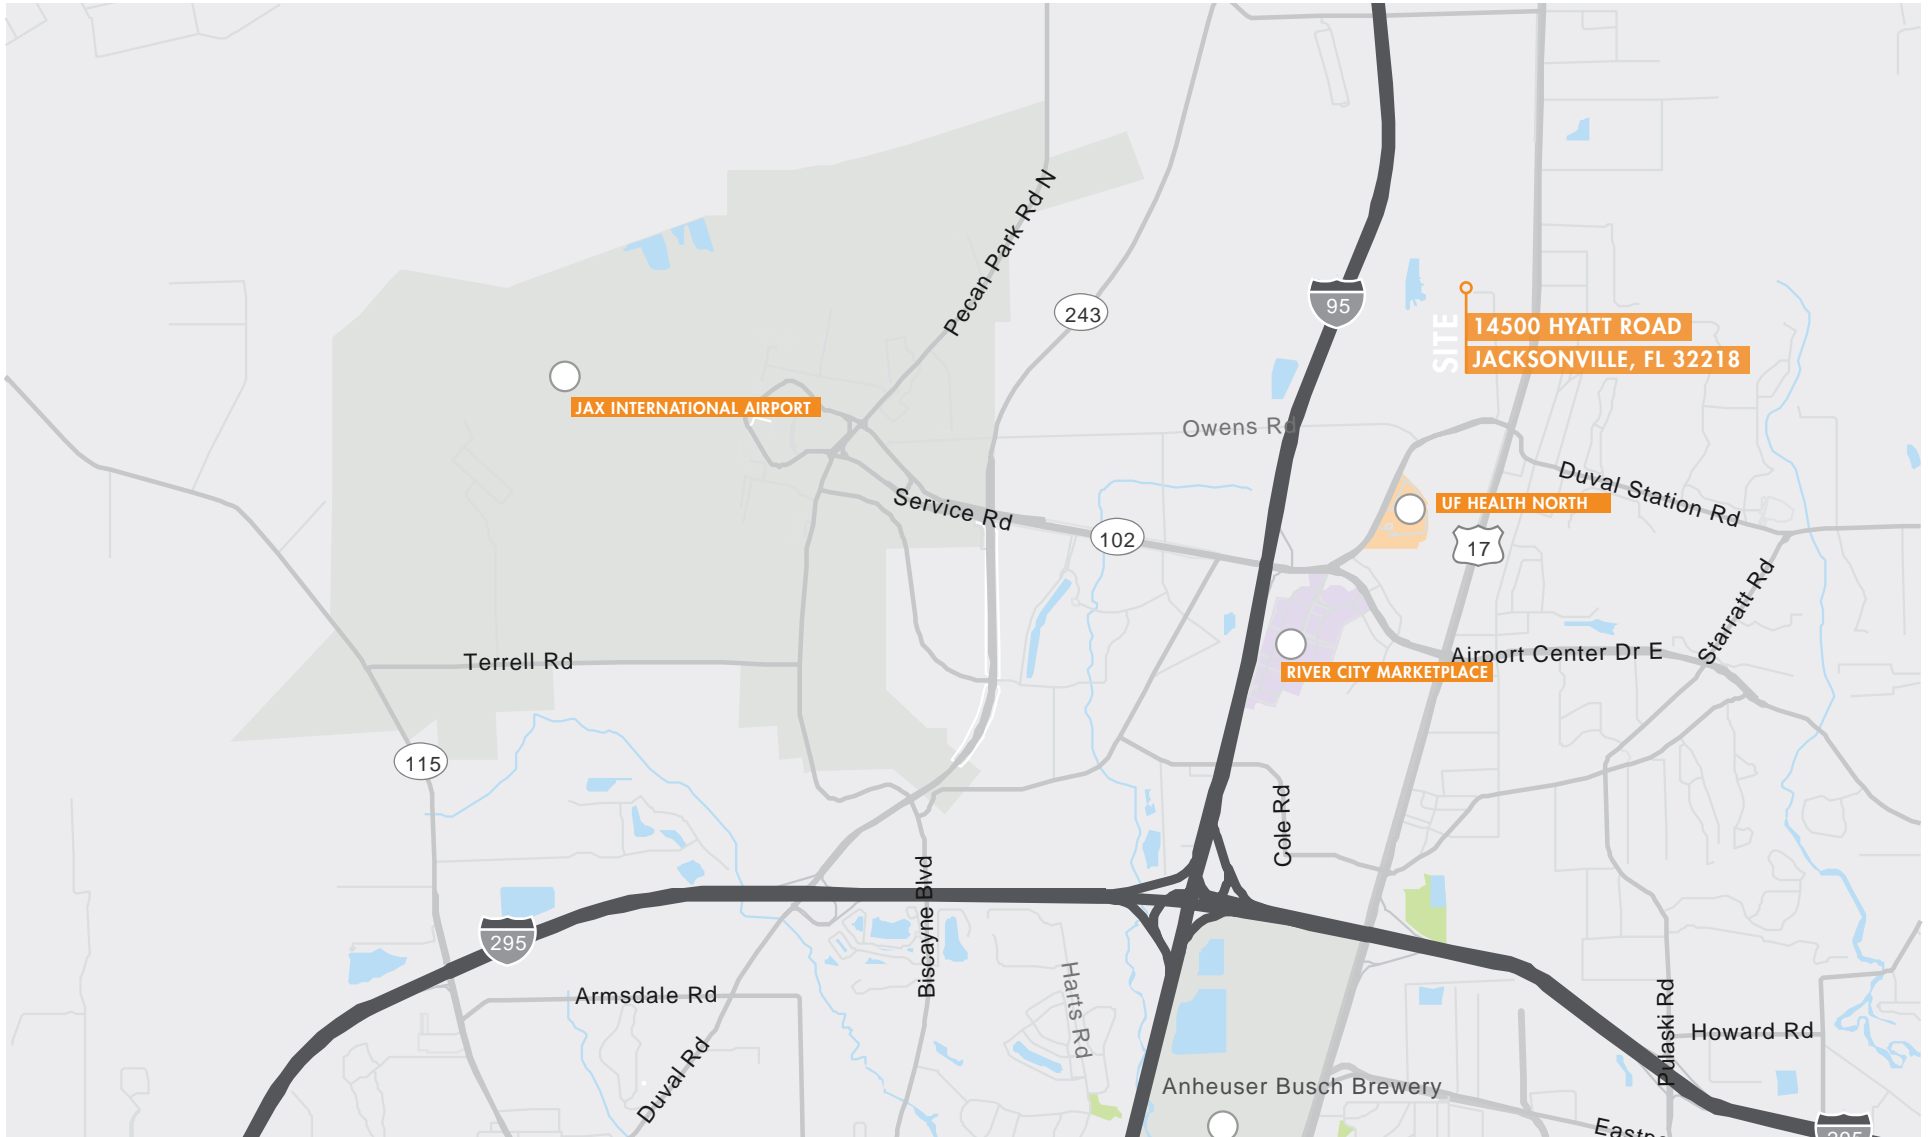 Pecan Park Rd N
243
95
SITE
14500 HYATT ROAD
JACKSONVILLE, FL 32218
JAX INTERNATIONAL AIRPORT
Owens Rd
Duval Station Rd
Service Rd
UF HEALTH NORTH
102
17
Starratt Rd
Terrell Rd
Airport Center Dr E
RIVER CITY MARKETPLACE
115
Cole Rd
Biscayne Blvd
295
Armsdale Rd
Harts Rd
Pulaski Rd
Howard Rd
Duval Rd
Anheuser Busch Brewery
295